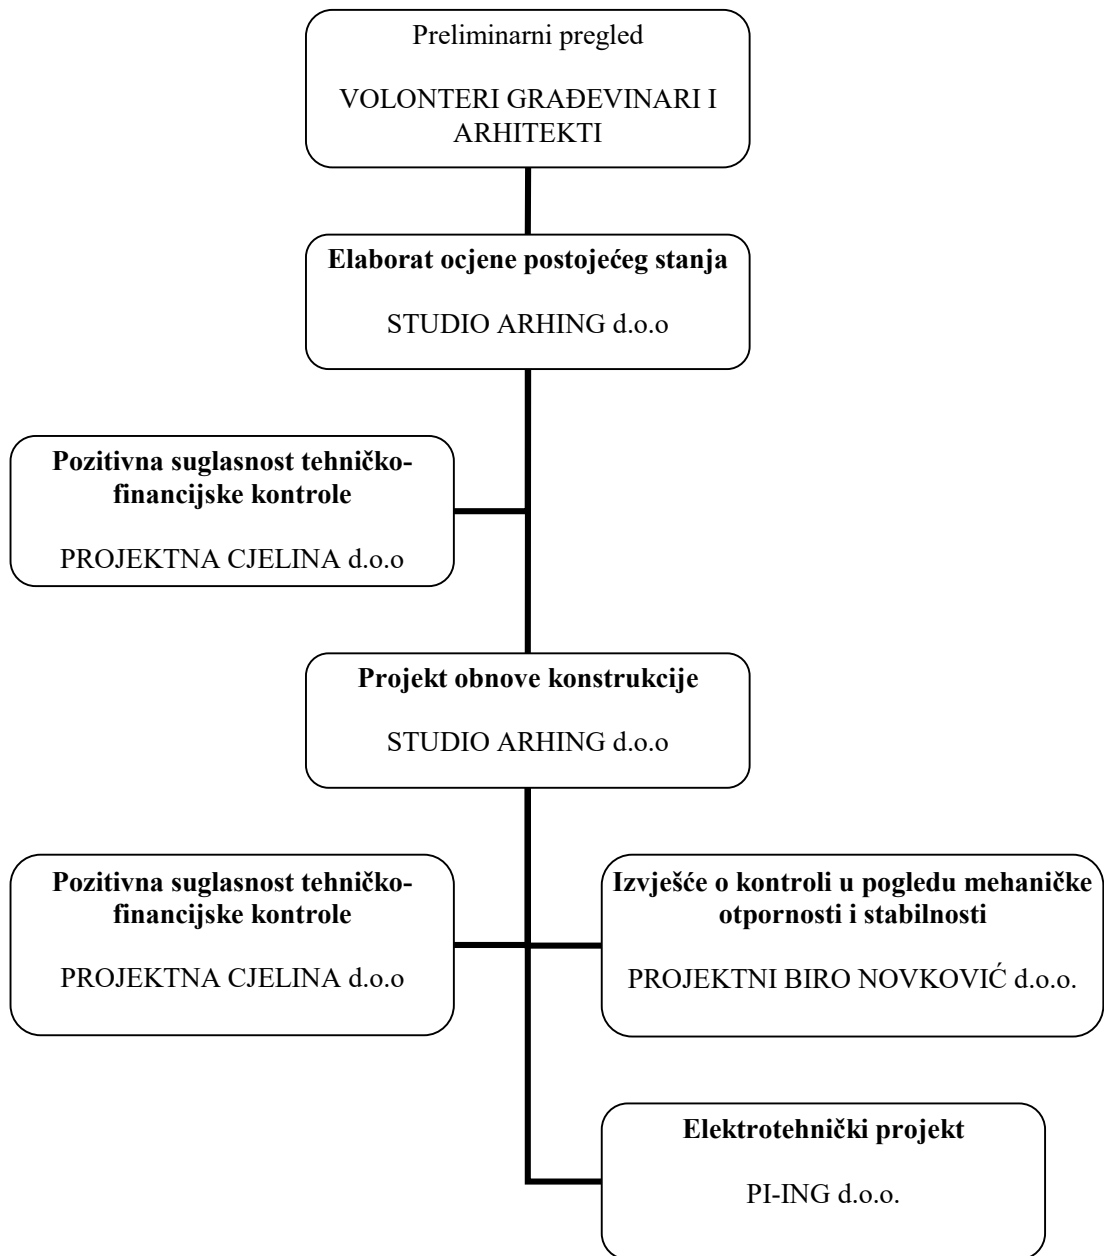 Preliminarni pregled
VOLONTERI GRAĐEVINARI I
ARHITEKTI
Elaborat ocjene postojećeg stanja
STUDIO ARHING d.o.o
Pozitivna suglasnost tehničko-
financijske kontrole
PROJEKTNA CJELINA d.o.o
Projekt obnove konstrukcije
STUDIO ARHING d.o.o
Pozitivna suglasnost tehničko-
financijske kontrole
PROJEKTNA CJELINA d.o.o
Izvješće o kontroli u pogledu mehaničke
otpornosti i stabilnosti
PROJEKTNI BIRO NOVKOVIĆ d.o.o.
Elektrotehnički projekt
PI-ING d.o.o.